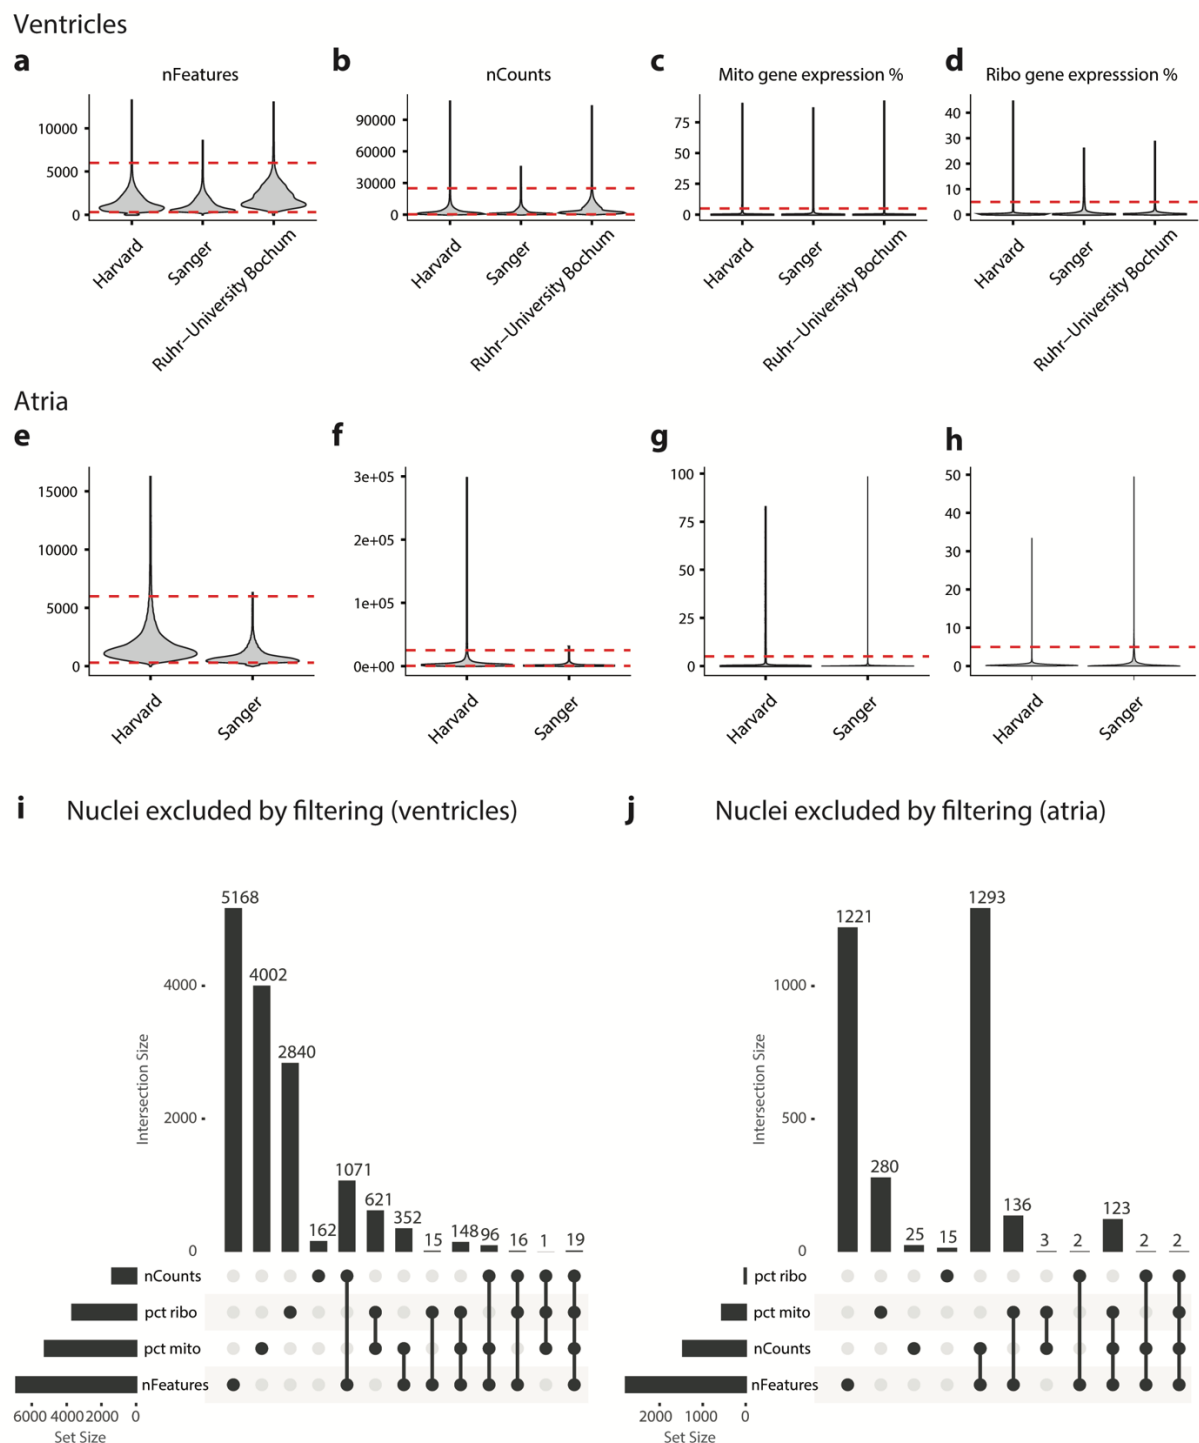 Ventricles
a nFeatures b nCounts c Mito gene expression % d Ribo gene expresssion %
10000
5000
0
90000
60000
30000
0
75
50
25
0
40
30
20
10
0
Harvard Sanger Ruhr–University Bochum
Harvard Sanger Ruhr–University Bochum
Harvard Sanger Ruhr–University Bochum
Harvard Sanger Ruhr–University Bochum
Atria
e f g h
15000
10000
5000
0
3e+05
2e+05
1e+05
0e+00
100
75
50
25
0
50
40
30
20
10
0
Harvard Sanger
Harvard Sanger
Harvard Sanger
Harvard Sanger
i Nuclei excluded by filtering (ventricles)
Intersection Size
4000
2000
0
5168 4002 2840 162 1071 621 352 15 148 96 16 1 19
nCounts
pct ribo
pct mito
nFeatures
6000 4000 2000 0
Set Size
j Nuclei excluded by filtering (atria)
Intersection Size
1000
500
0
1221 280 25 15 1293 136 3 2 123 2 2
pct ribo
pct mito
nCounts
nFeatures
2000 1000 0
Set Size